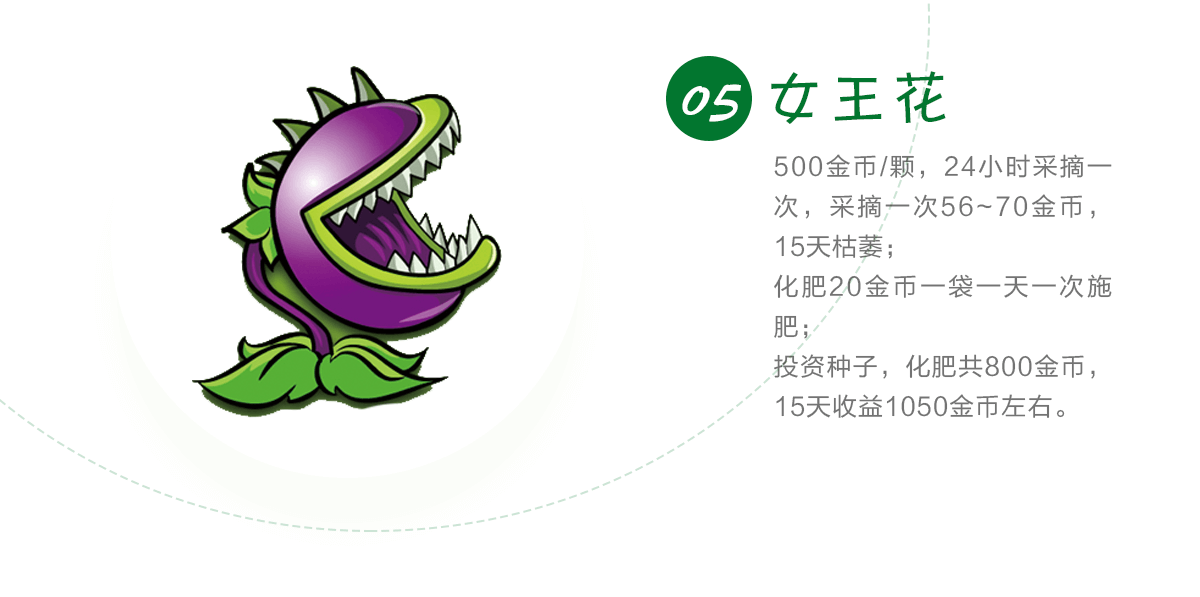 05 女王花
500金币/颗，24小时采摘一
次，采摘一次56~70金币，
15天枯萎；
化肥20金币一袋一天一次施
肥；
投资种子，化肥共800金币，
15天收益1050金币左右。